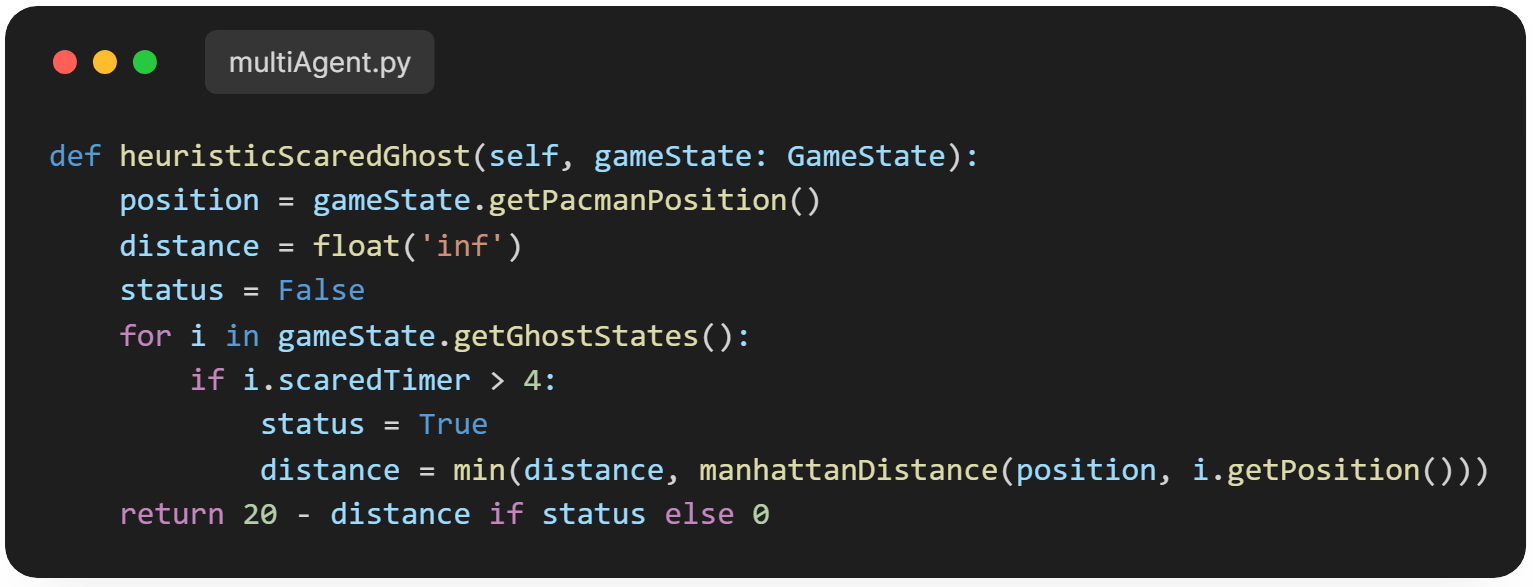 multiAgent.py
def heuristicScaredGhost(self, gameState: GameState):
    position = gameState.getPacmanPosition()
    distance = float('inf')
    status = False
    for i in gameState.getGhostStates():
        if i.scaredTimer > 4:
            status = True
            distance = min(distance, manhattanDistance(position, i.getPosition()))
    return 20 - distance if status else 0